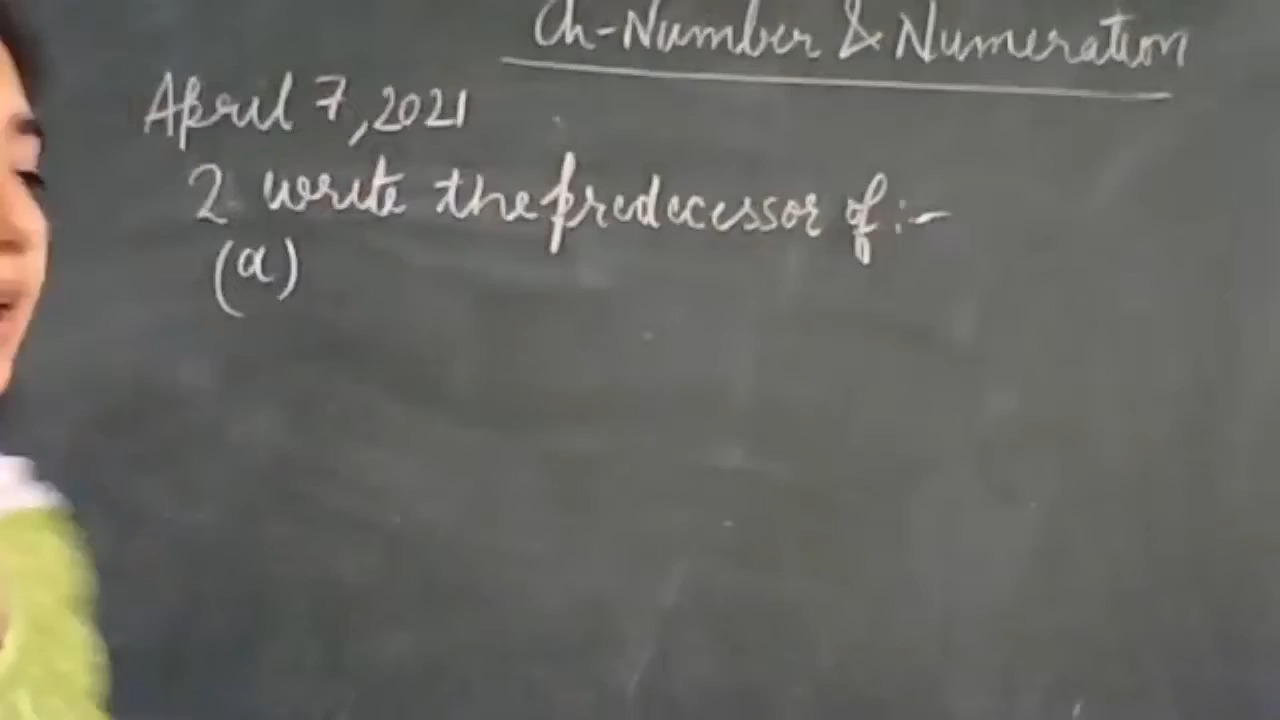 Ch-Number & Numeration
April 7, 2021
2 write the predecessor of :-
(a)